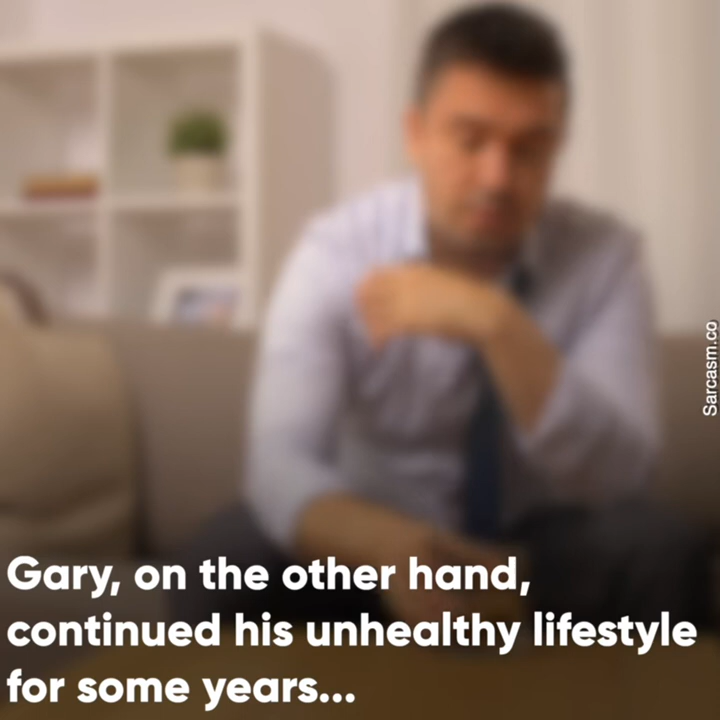 Gary, on the other hand,
continued his unhealthy lifestyle
for some years...
Sarcasm.co